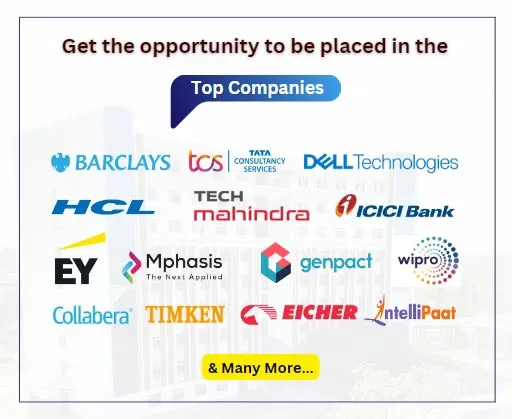 Get the opportunity to be placed in the
Top Companies
BARCLAYS
tcs
TATA
CONSULTANCY
SERVICES
DELL Technologies
HCL
TECH
mahindra
ICICI Bank
EY
Mphasis
The Next Applied
genpact
wipro
Collabera
TIMKEN
EICHER
IntelliPaat
& Many More...